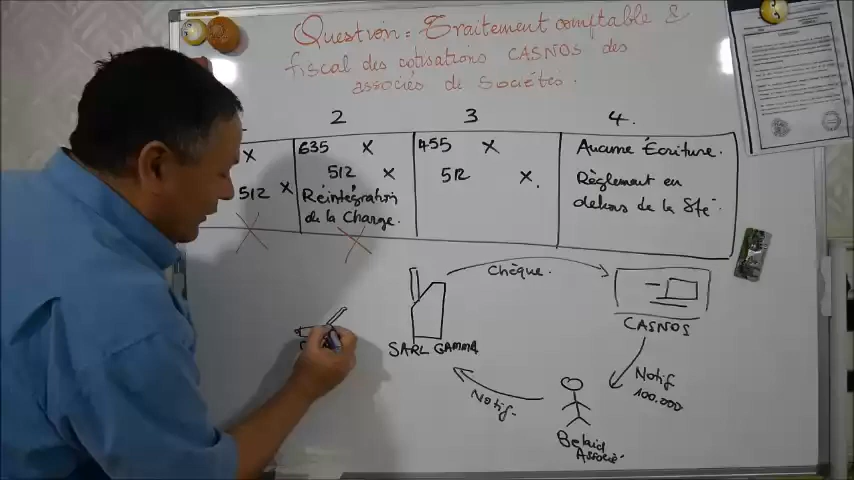 Question = Traitement comptable &
fiscal des cotisations CASNOS des
associés de Sociétés.
2 3 4.
X 635 X 455 X Aucune Écriture.
512 X 512 X 512 X. Règlement en
Réintégration dehors de la Sté
de la Charge.
Chèque.
CASNOS
SARL GAMMA
Notif 100.000
Notif.
Belaid
Associé